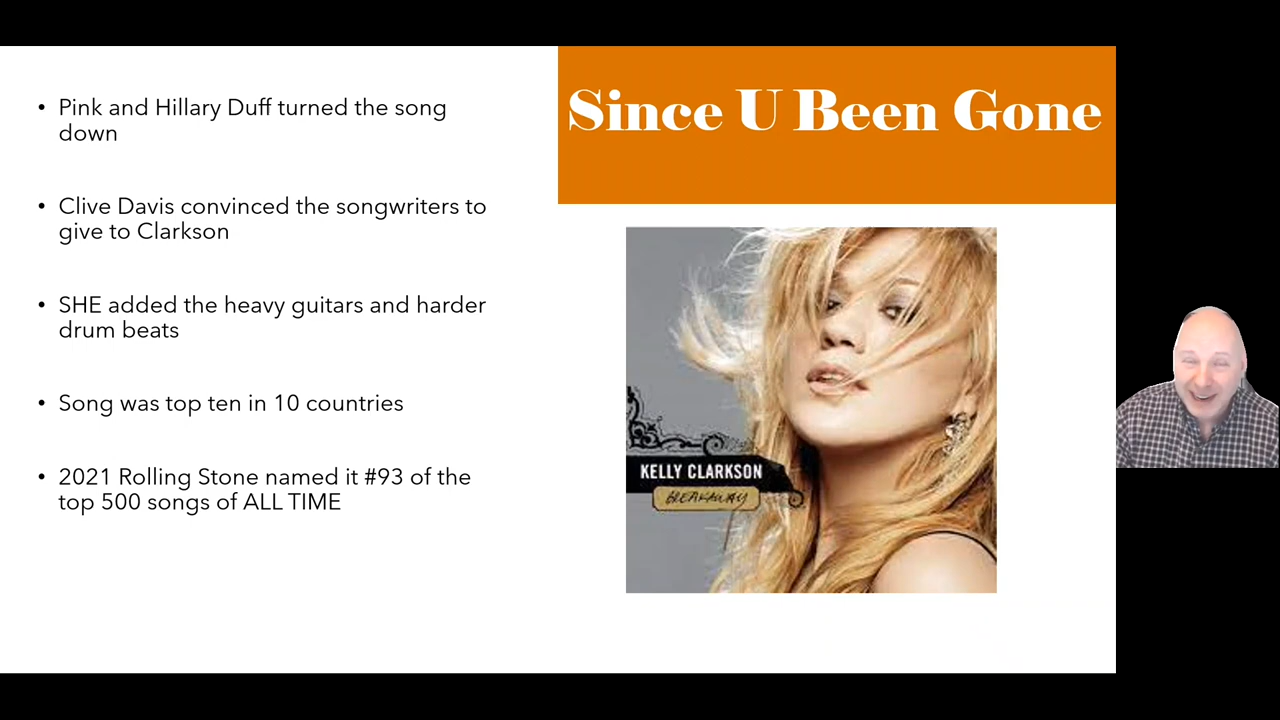 Since U Been Gone
• Pink and Hillary Duff turned the song
down
• Clive Davis convinced the songwriters to
give to Clarkson
• SHE added the heavy guitars and harder
drum beats
• Song was top ten in 10 countries
• 2021 Rolling Stone named it #93 of the
top 500 songs of ALL TIME
KELLY CLARKSON
BREAKAWAY